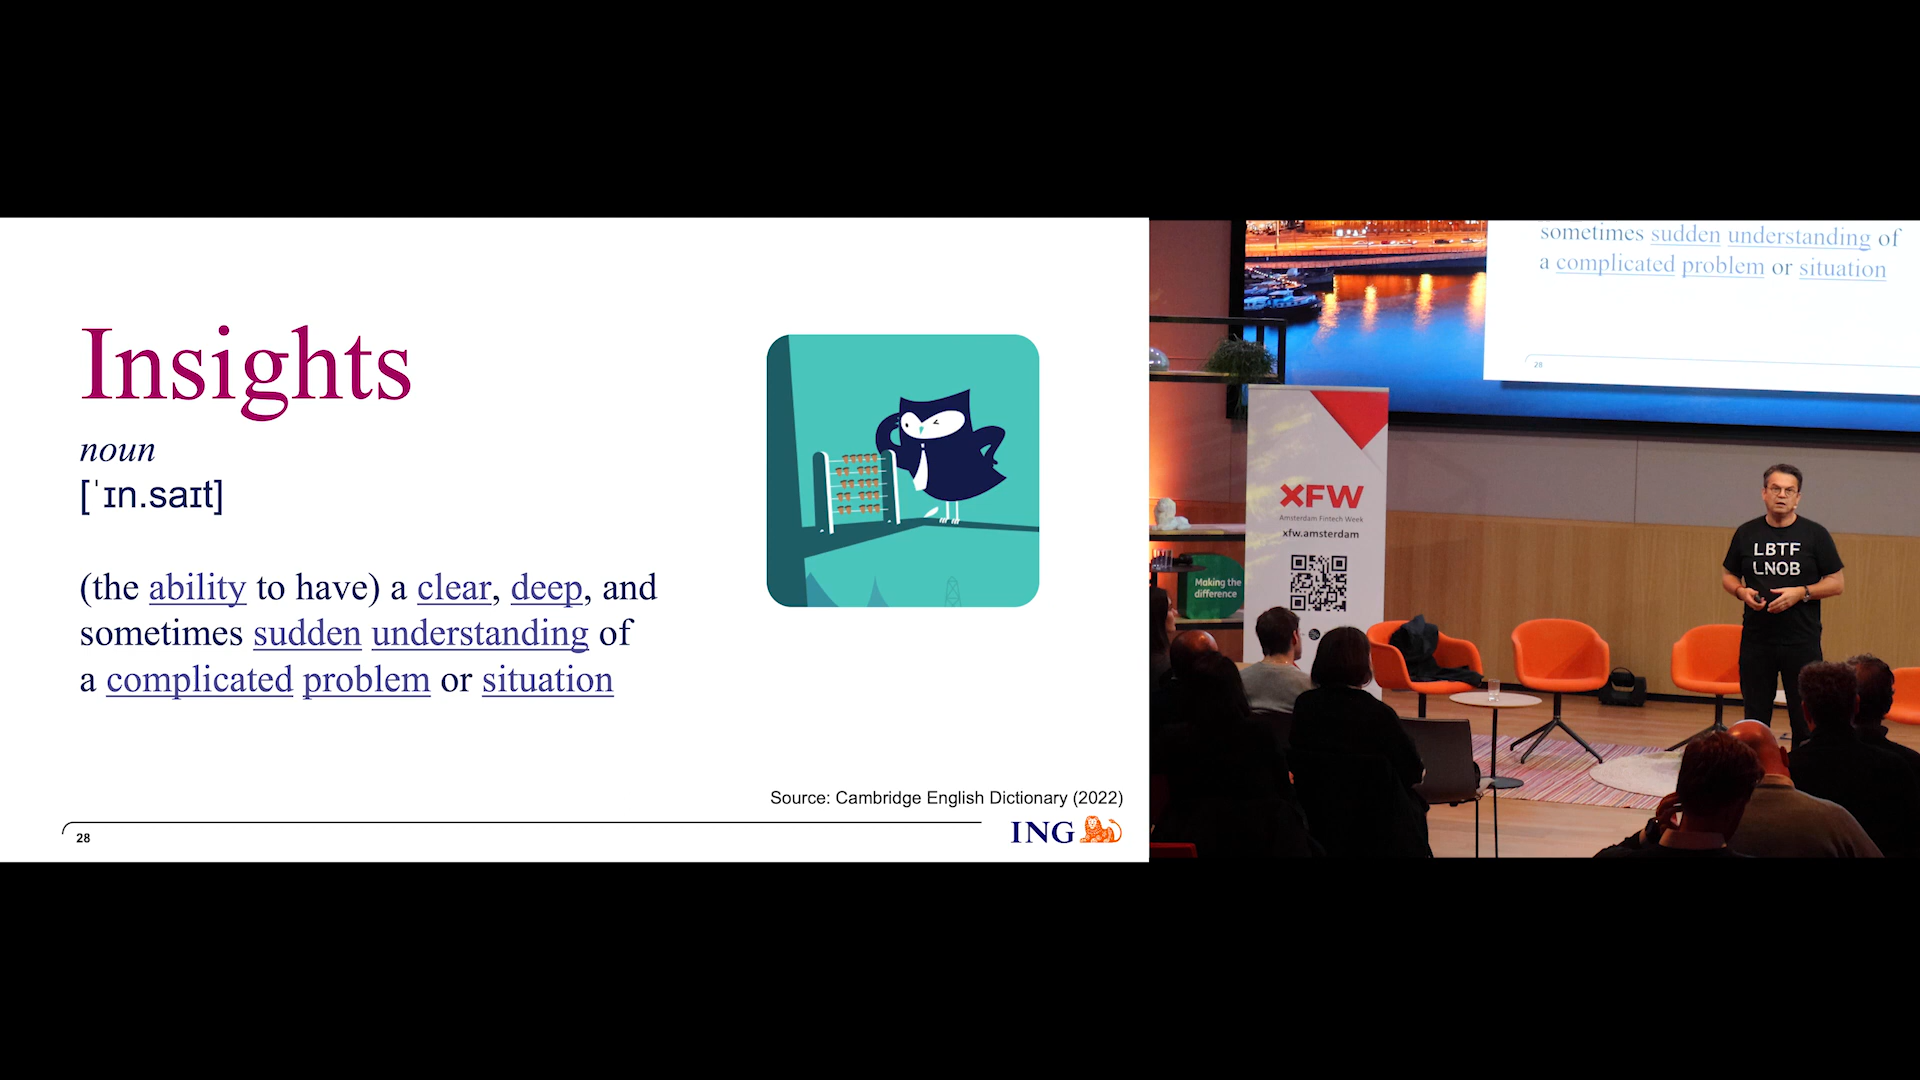 Insights
noun
[ˈɪn.saɪt]
(the ability to have) a clear, deep, and
sometimes sudden understanding of
a complicated problem or situation
Source: Cambridge English Dictionary (2022)
28
ING
sometimes sudden understanding of
a complicated problem or situation
28
XFW
Amsterdam Fintech Week
xfw.amsterdam
Making the
difference
LBTF
LNOB